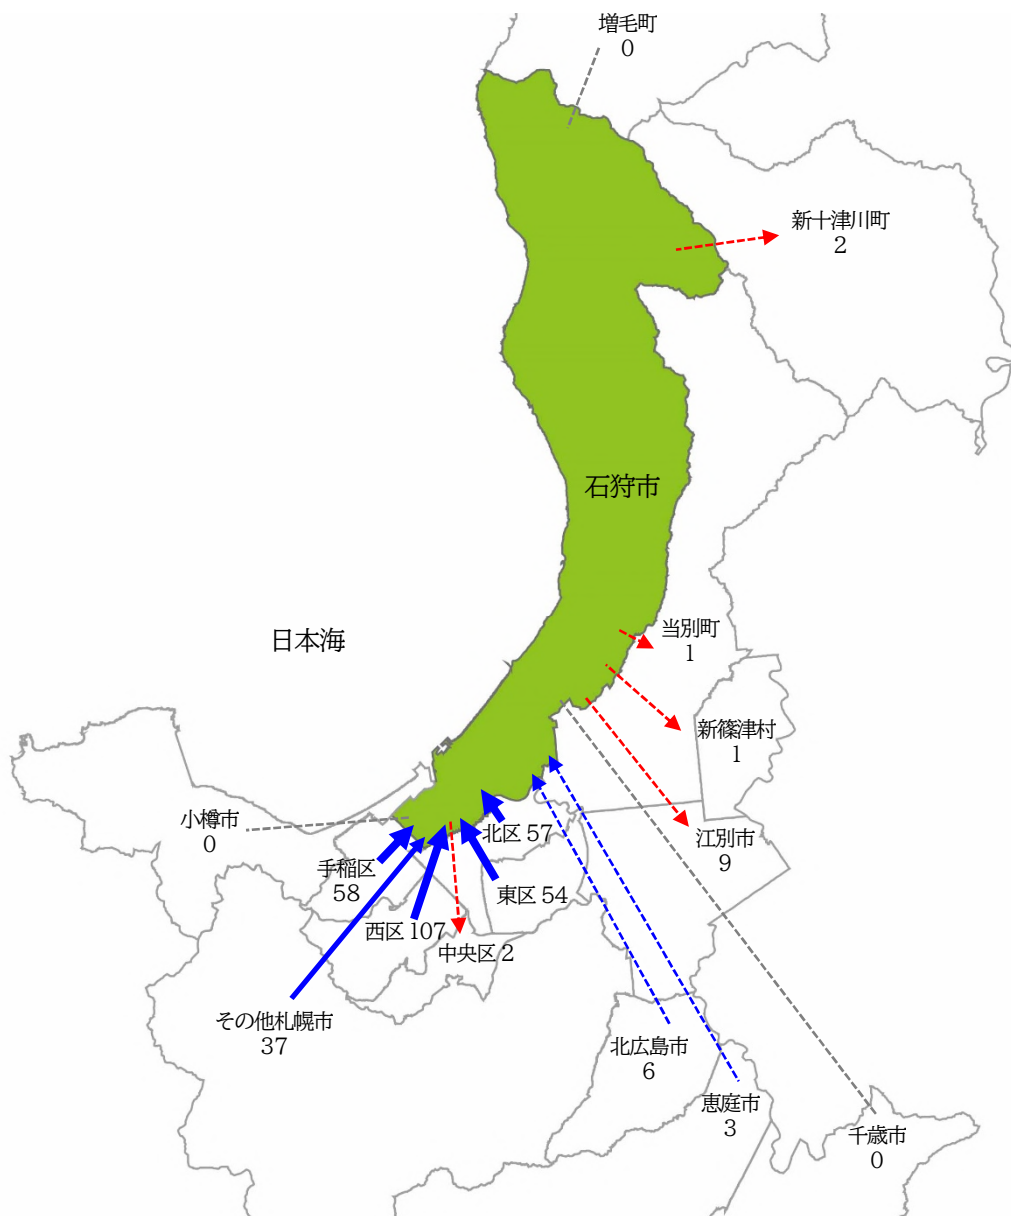 増毛町
0
新十津川町
2
石狩市
当別町
1
日本海
新篠津村
1
小樽市
0
北区 57
江別市
9
手稲区
58
東区 54
西区 107
中央区 2
その他札幌市
37
北広島市
6
恵庭市
3
千歳市
0